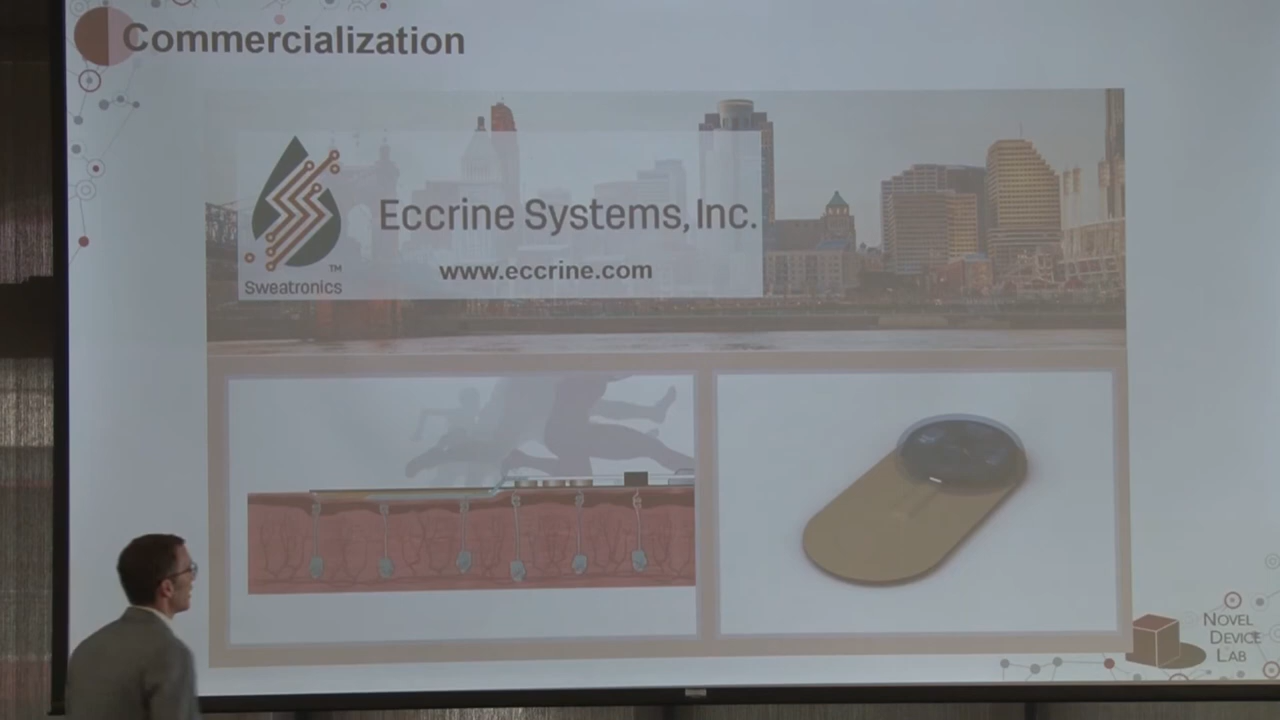 Commercialization
Eccrine Systems, Inc.
www.eccrine.com
TM
Sweatronics
NOVEL
DEVICE
LAB